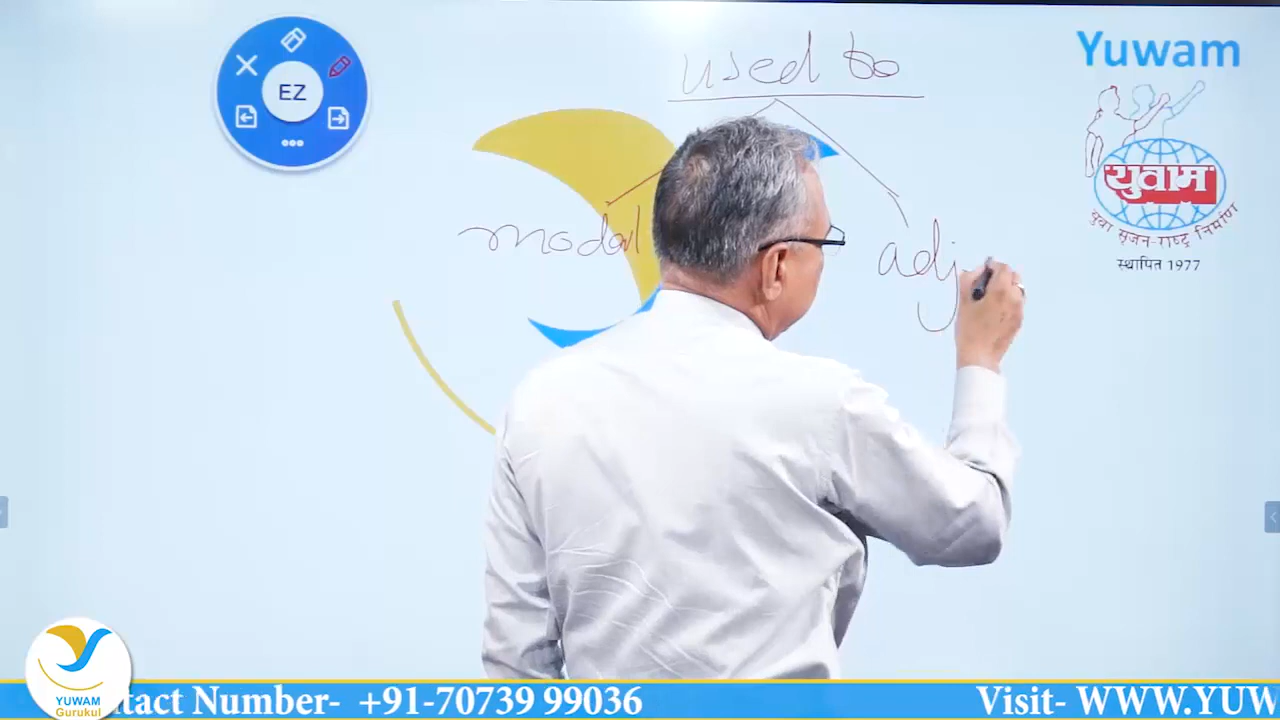 used to
Yuwam
EZ
modal
adj
युवाम
युवा सृजन-राष्ट्र निर्माण
स्थापित 1977
YUWAM
Gurukul
tact Number- +91-70739 99036
Visit- WWW.YUW